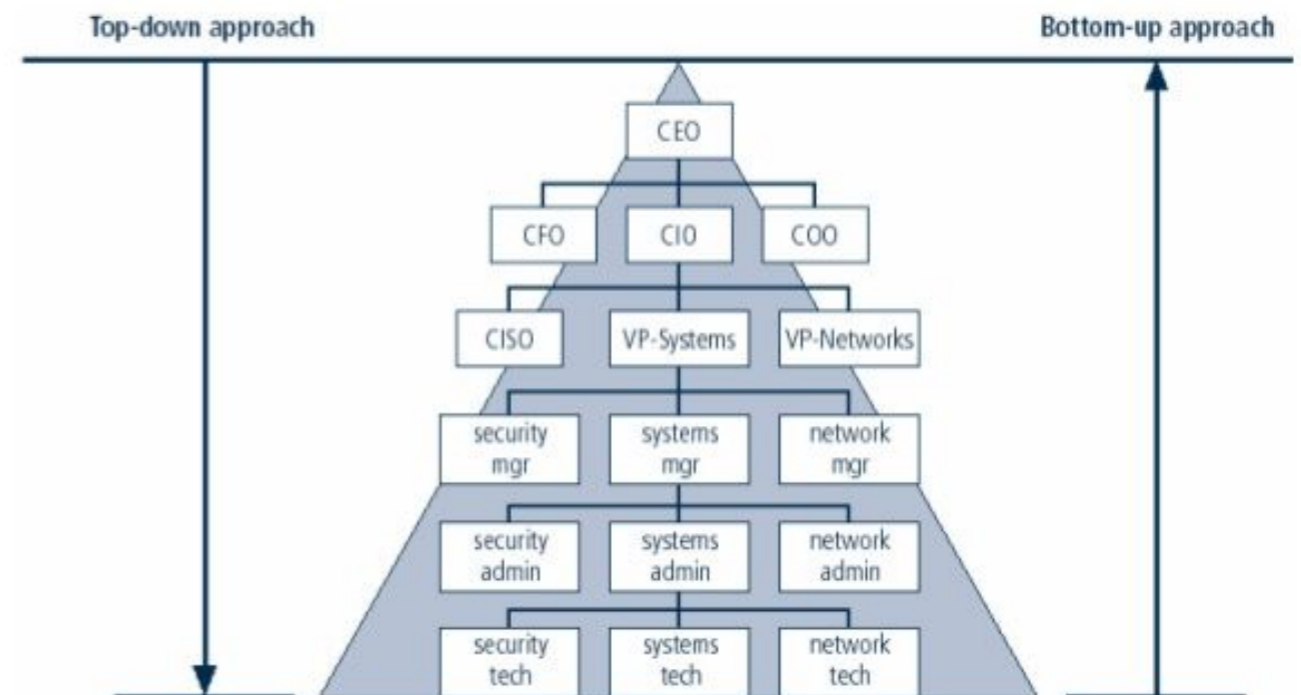 Top-down approach
Bottom-up approach
CEO
CFO
CIO
COO
CISO
VP-Systems
VP-Networks
security
mgr
systems
mgr
network
mgr
security
admin
systems
admin
network
admin
security
tech
systems
tech
network
tech